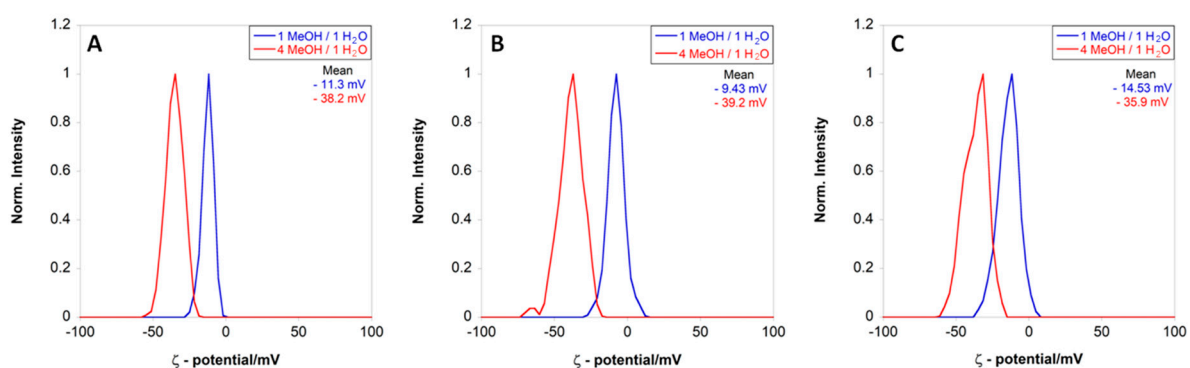 A
1 MeOH / 1 H₂O
4 MeOH / 1 H₂O
Mean
- 11.3 mV
- 38.2 mV
1.2
1
0.8
0.6
0.4
0.2
0
Norm. Intensity
-100
-50
0
50
100
ζ - potential/mV
B
1 MeOH / 1 H₂O
4 MeOH / 1 H₂O
Mean
- 9.43 mV
- 39.2 mV
1.2
1
0.8
0.6
0.4
0.2
0
Norm. Intensity
-100
-50
0
50
100
ζ - potential/mV
C
1 MeOH / 1 H₂O
4 MeOH / 1 H₂O
Mean
- 14.53 mV
- 35.9 mV
1.2
1
0.8
0.6
0.4
0.2
0
Norm. Intensity
-100
-50
0
50
100
ζ - potential/mV